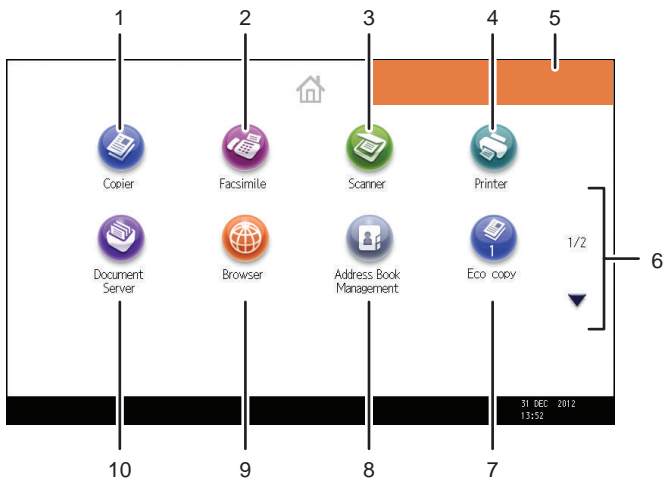 1 2 3 4 5
Copier Facsimile Scanner Printer
1/2
6
1
Document
Server
Browser
Address Book
Management
Eco copy
31 DEC 2012
13:52
10 9 8 7